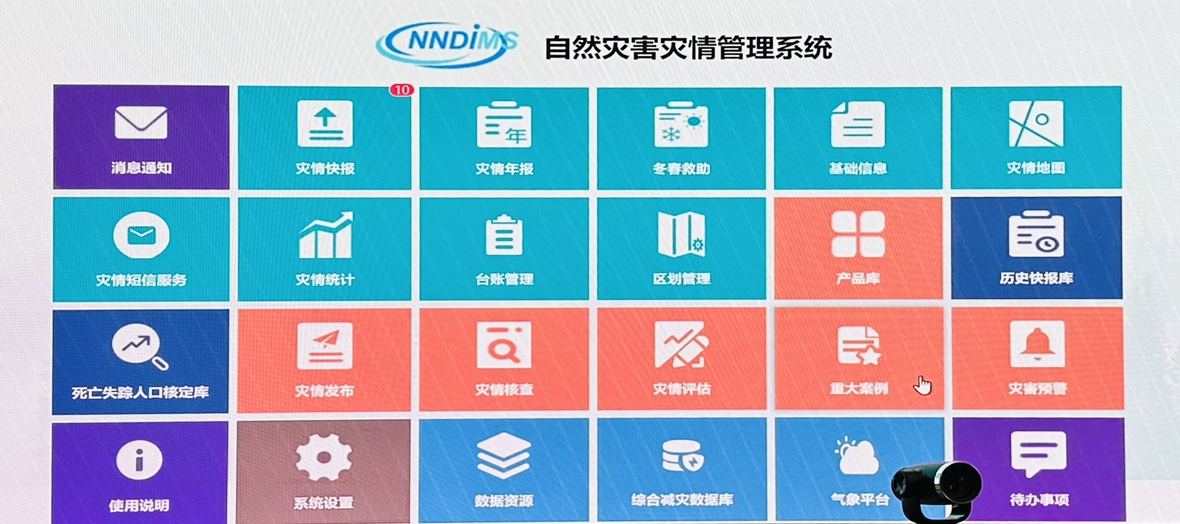 NNDiMS 自然灾害灾情管理系统
10
年
消息通知 灾情快报 灾情年报 冬春救助 基础信息 灾情地图
灾情短信服务 灾情统计 台账管理 区划管理 产品库 历史快报库
死亡失踪人口核定库 灾情发布 灾情核查 灾情评估 重大案例 灾害预警
使用说明 系统设置 数据资源 综合减灾数据库 气象平台 待办事项